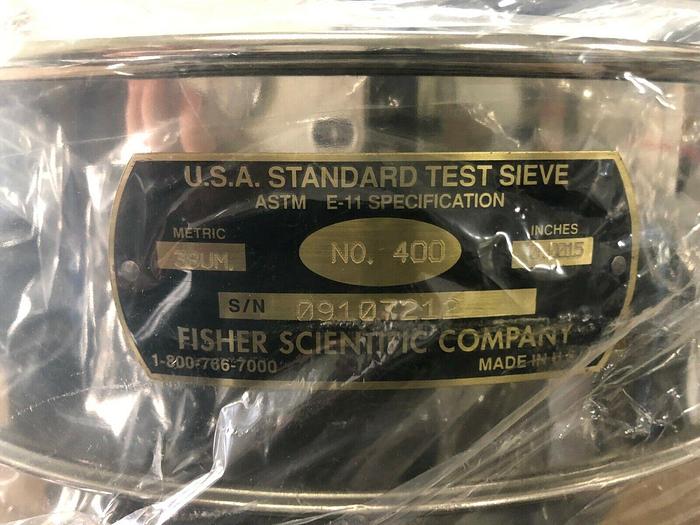 U.S.A. STANDARD TEST SIEVE
ASTM E-11 SPECIFICATION
METRIC INCHES
38UM. NO. 400
S/N 09107212
FISHER SCIENTIFIC COMPANY
1-800-766-7000 MADE IN U.S.